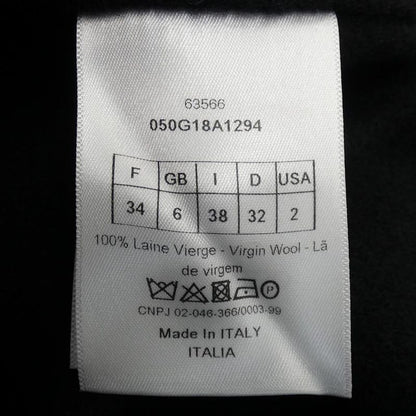 63566
050G18A1294
F GB I D USA
34 6 38 32 2
100% Laine Vierge - Virgin Wool - Lã
de virgem
P
CNPJ 02-046-366/0003-99
Made In ITALY
ITALIA